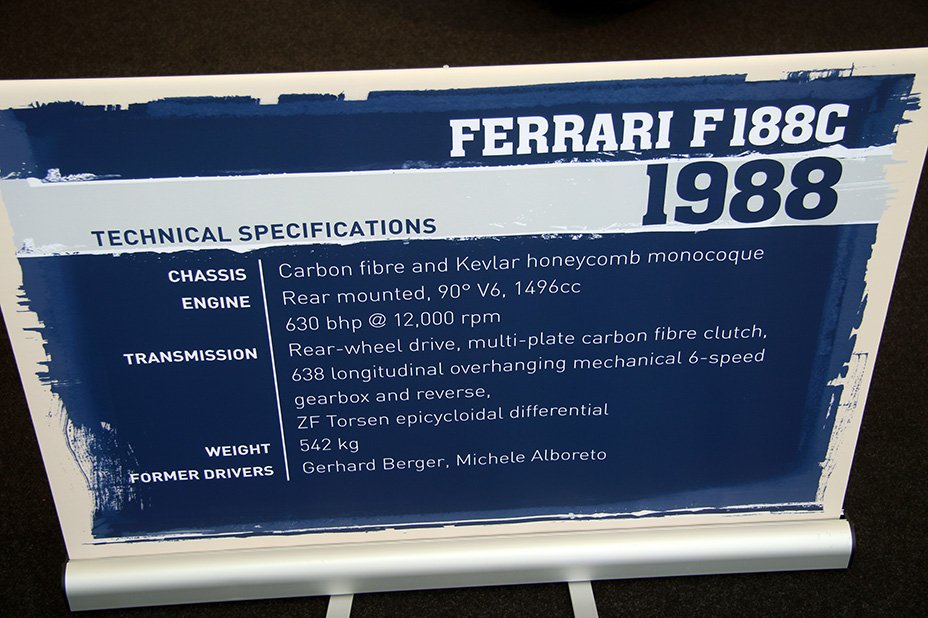 FERRARI F188C
1988
TECHNICAL SPECIFICATIONS
CHASSIS Carbon fibre and Kevlar honeycomb monocoque
ENGINE Rear mounted, 90° V6, 1496cc
630 bhp @ 12,000 rpm
TRANSMISSION Rear-wheel drive, multi-plate carbon fibre clutch,
638 longitudinal overhanging mechanical 6-speed
gearbox and reverse,
ZF Torsen epicycloidal differential
WEIGHT 542 kg
FORMER DRIVERS Gerhard Berger, Michele Alboreto